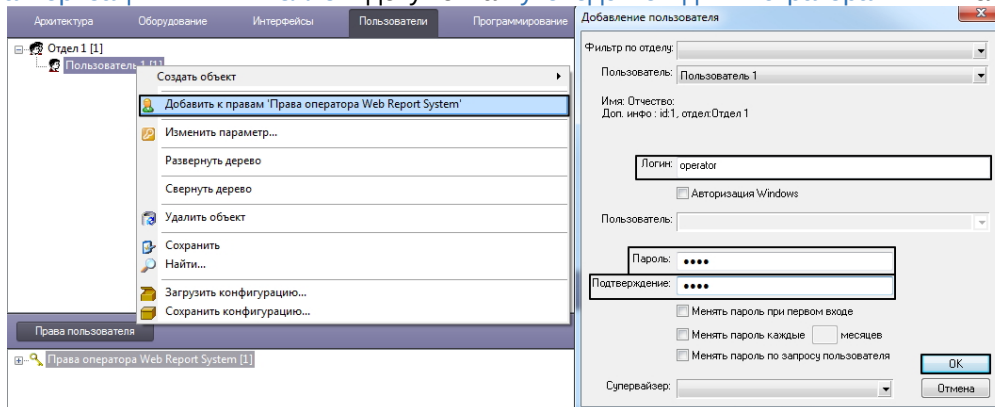 Архитектура Оборудование Интерфейсы Пользователи Программирование
Отдел 1 [1]
Пользователь 1 [1]
Создать объект
Добавить к правам 'Права оператора Web Report System'
Изменить параметр...
Развернуть дерево
Свернуть дерево
Удалить объект
Сохранить
Найти...
Загрузить конфигурацию...
Сохранить конфигурацию...
Права пользователя
Права оператора Web Report System [1]
Добавление пользователя
Фильтр по отделу:
Пользователь: Пользователь 1
Имя: Отчество:
Доп. инфо : id:1, отдел:Отдел 1
Логин: operator
Авторизация Windows
Пользователь:
Пароль: ••••
Подтверждение: ••••
Менять пароль при первом входе
Менять пароль каждые месяцев
Менять пароль по запросу пользователя
OK
Супервайзер:
Отмена